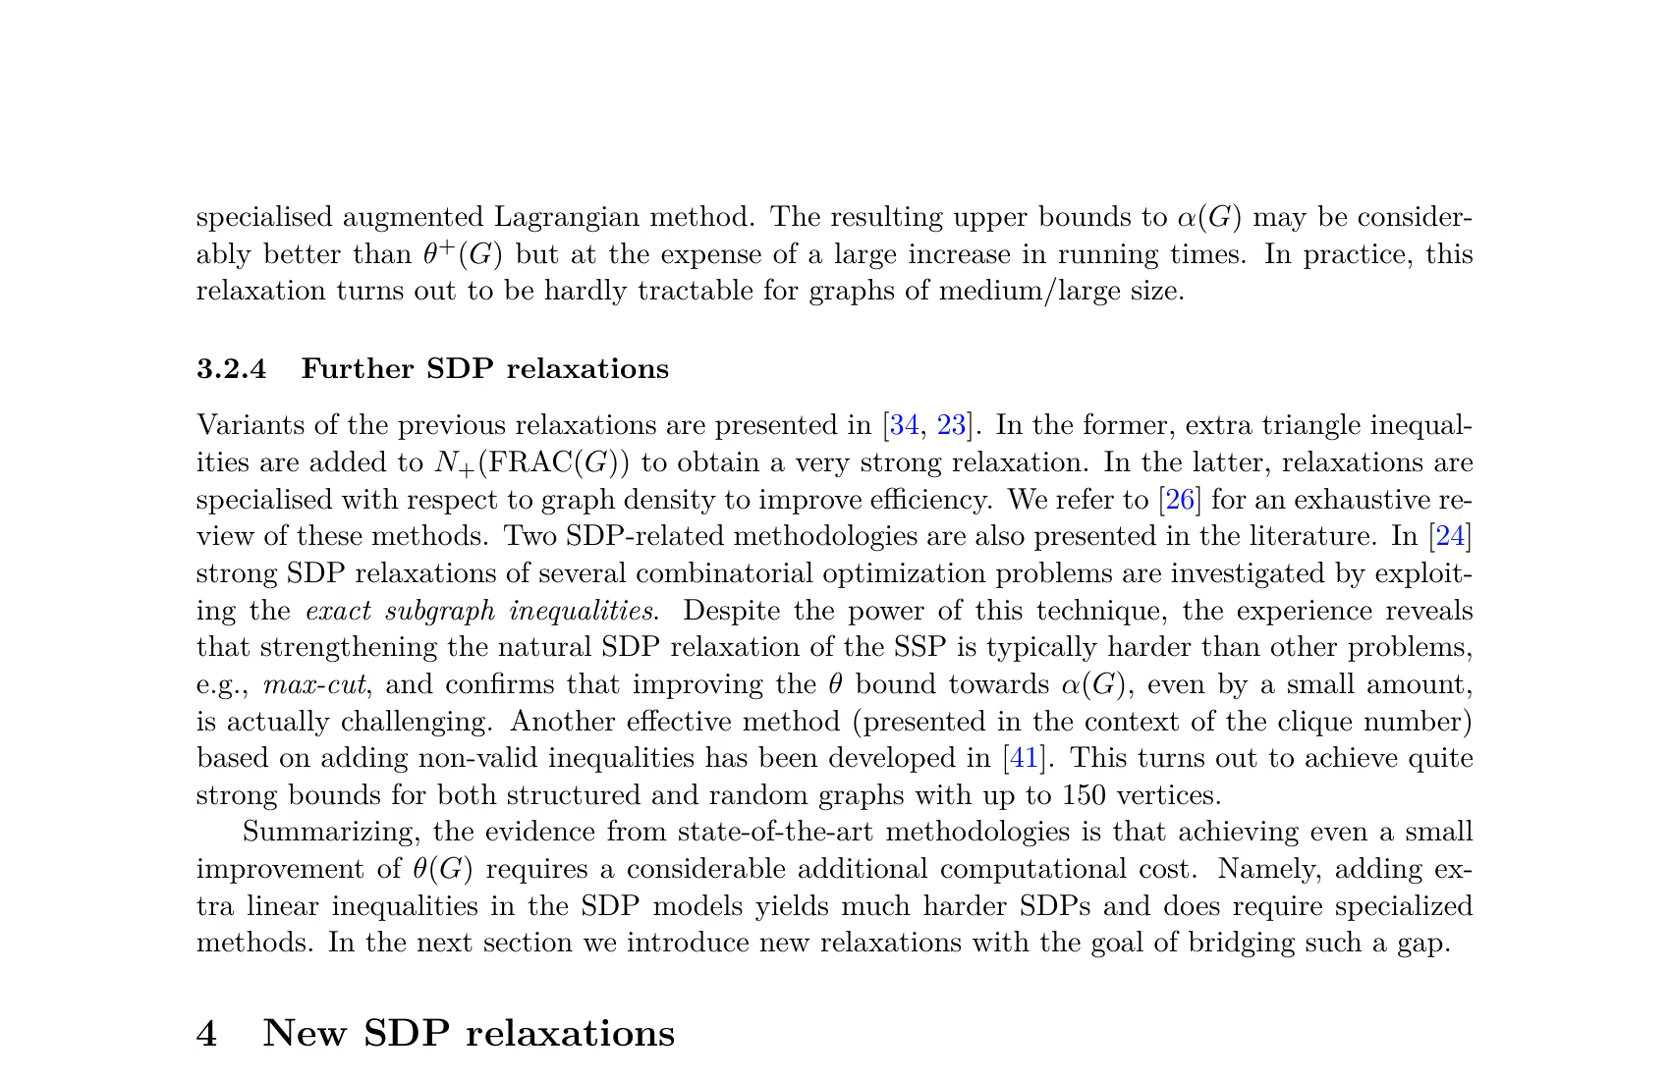 specialised augmented Lagrangian method. The resulting upper bounds to α(G) may be consider-
ably better than θ⁺(G) but at the expense of a large increase in running times. In practice, this
relaxation turns out to be hardly tractable for graphs of medium/large size.
3.2.4 Further SDP relaxations
Variants of the previous relaxations are presented in [34, 23]. In the former, extra triangle inequal-
ities are added to N₊(FRAC(G)) to obtain a very strong relaxation. In the latter, relaxations are
specialised with respect to graph density to improve efficiency. We refer to [26] for an exhaustive re-
view of these methods. Two SDP-related methodologies are also presented in the literature. In [24]
strong SDP relaxations of several combinatorial optimization problems are investigated by exploit-
ing the exact subgraph inequalities. Despite the power of this technique, the experience reveals
that strengthening the natural SDP relaxation of the SSP is typically harder than other problems,
e.g., max-cut, and confirms that improving the θ bound towards α(G), even by a small amount,
is actually challenging. Another effective method (presented in the context of the clique number)
based on adding non-valid inequalities has been developed in [41]. This turns out to achieve quite
strong bounds for both structured and random graphs with up to 150 vertices.
Summarizing, the evidence from state-of-the-art methodologies is that achieving even a small
improvement of θ(G) requires a considerable additional computational cost. Namely, adding ex-
tra linear inequalities in the SDP models yields much harder SDPs and does require specialized
methods. In the next section we introduce new relaxations with the goal of bridging such a gap.
4 New SDP relaxations